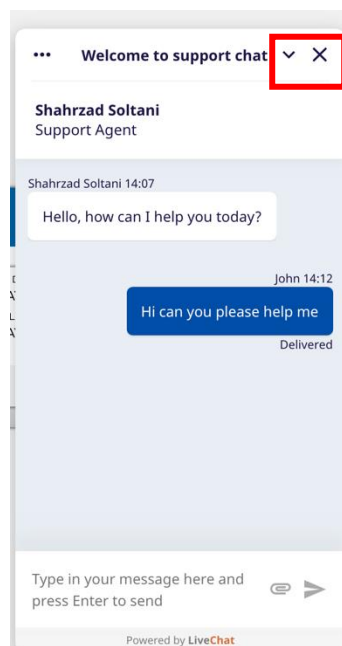 Welcome to support chat
Shahrzad Soltani
Support Agent
Shahrzad Soltani 14:07
Hello, how can I help you today?
John 14:12
Hi can you please help me
Delivered
Type in your message here and
press Enter to send
Powered by LiveChat